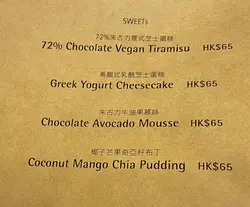 SWEETs
72%朱古力意式芝士蛋糕
72% Chocolate Vegan Tiramisu HK$65
希臘式乳酪芝士蛋糕
Greek Yogurt Cheesecake HK$65
朱古力牛油果慕絲
Chocolate Avocado Mousse HK$65
椰子芒果奇亞籽布丁
Coconut Mango Chia Pudding HK$65